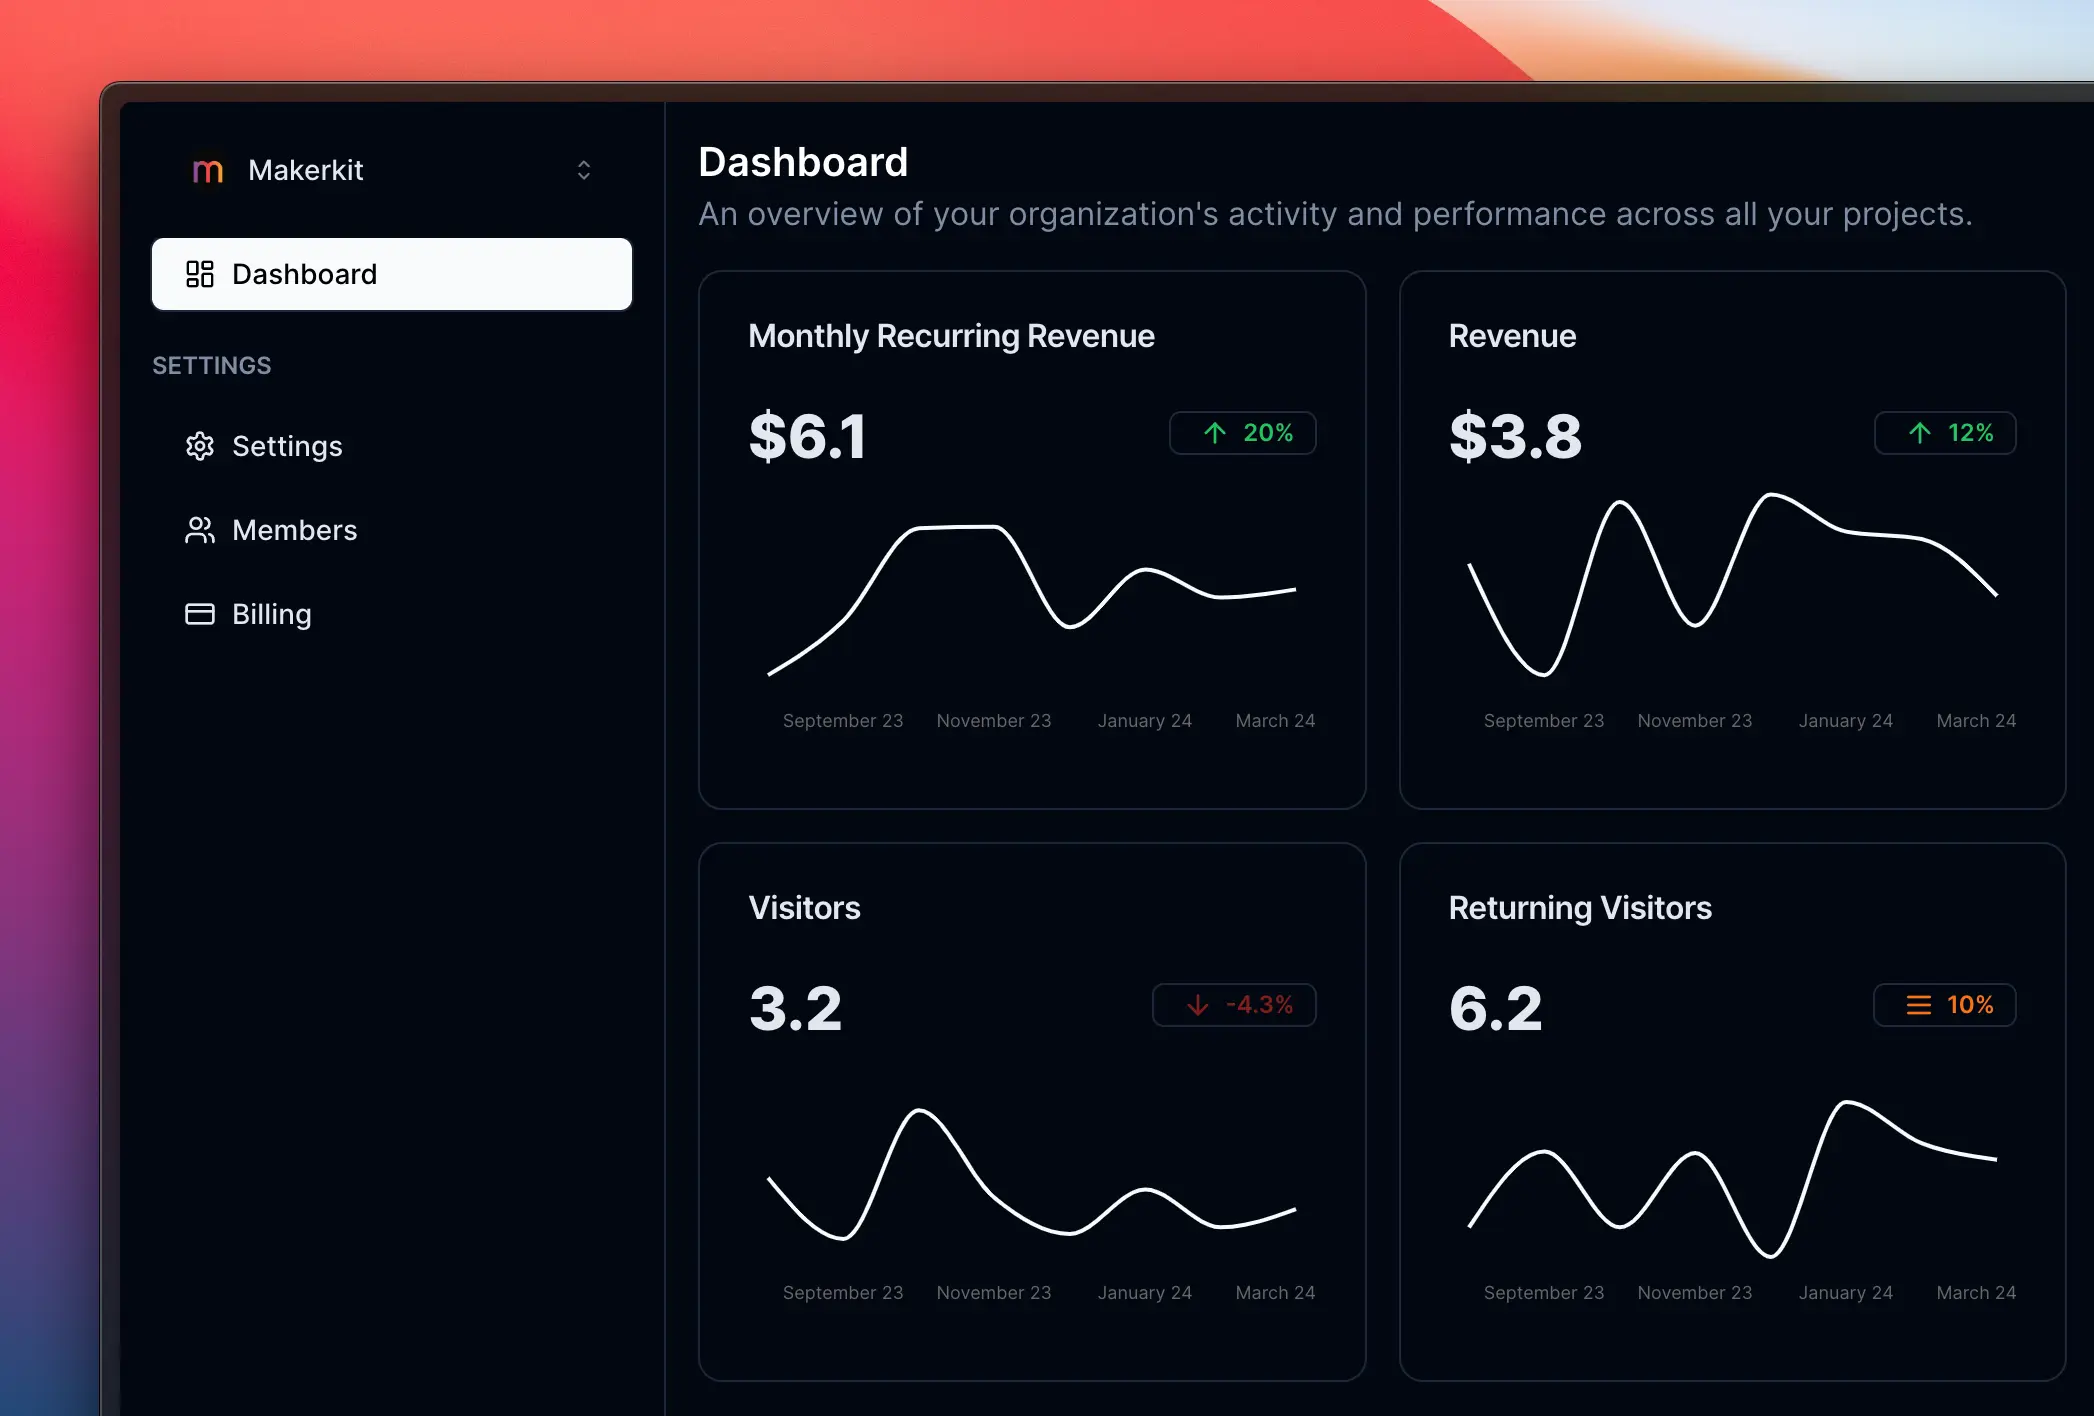 m Makerkit
Dashboard
SETTINGS
Settings
Members
Billing
Dashboard
An overview of your organization's activity and performance across all your projects.
Monthly Recurring Revenue
$6.1
20%
September 23 November 23 January 24 March 24
Revenue
$3.8
12%
September 23 November 23 January 24 March 24
Visitors
3.2
-4.3%
September 23 November 23 January 24 March 24
Returning Visitors
6.2
10%
September 23 November 23 January 24 March 24